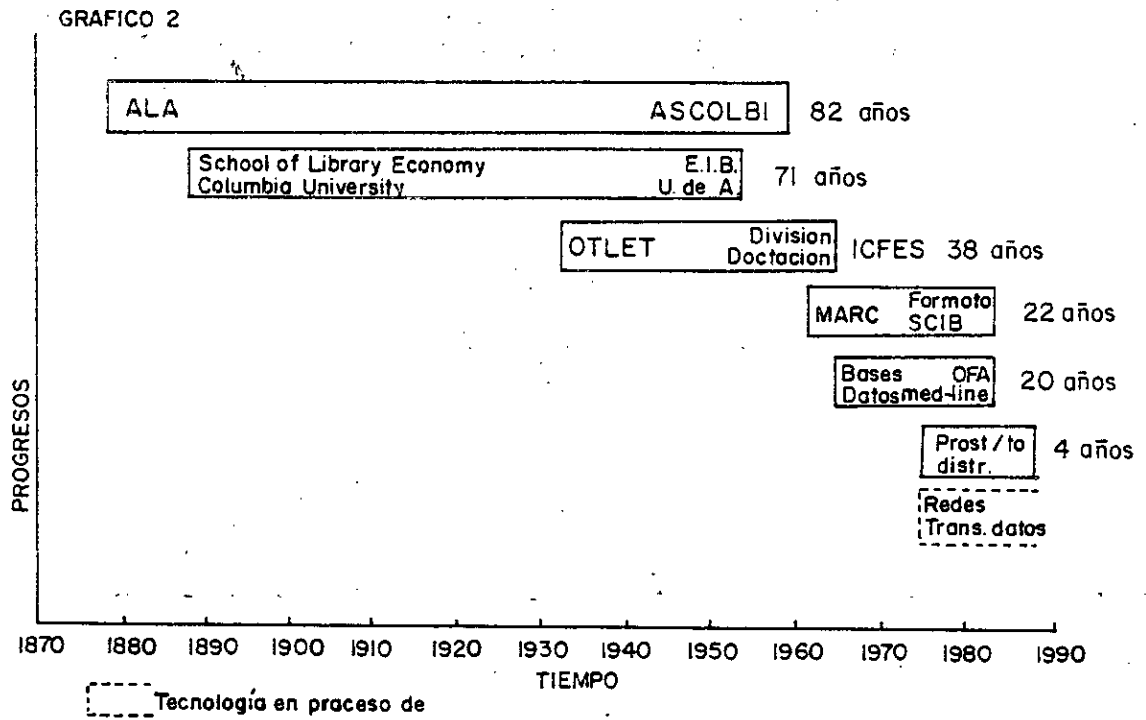 GRAFICO 2
ALA ASCOLBI 82 años
School of Library Economy E.I.B.
Columbia University U. de A. 71 años
OTLET Division
Doctacion ICFES 38 años
MARC Formato
SCIB 22 años
Bases OFA
Datos med-line 20 años
Prost/to
distr. 4 años
Redes
Trans. datos
PROGRESOS
1870 1880 1890 1900 1910 1920 1930 1940 1950 1960 1970 1980 1990
TIEMPO
Tecnología en proceso de